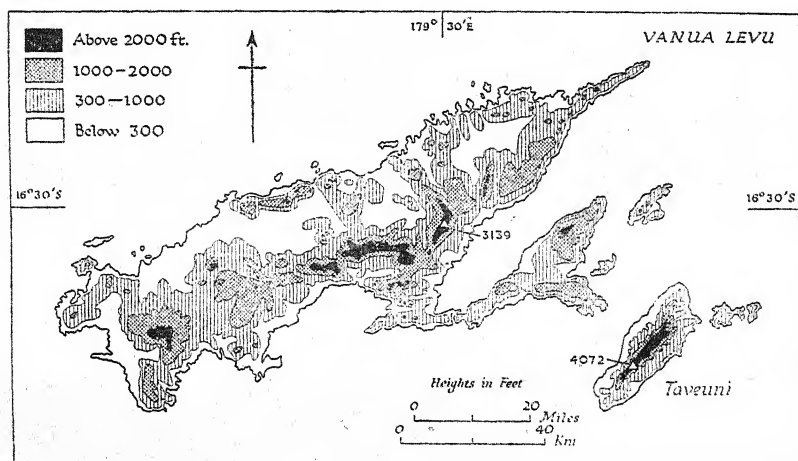 Above 2000 ft.
1000–2000
300–1000
Below 300
179° 30'E
VANUA LEVU
16°30'S
16°30'S
3139
4072
Taveuni
Heights in Feet
0 20
Miles
0 40
Km